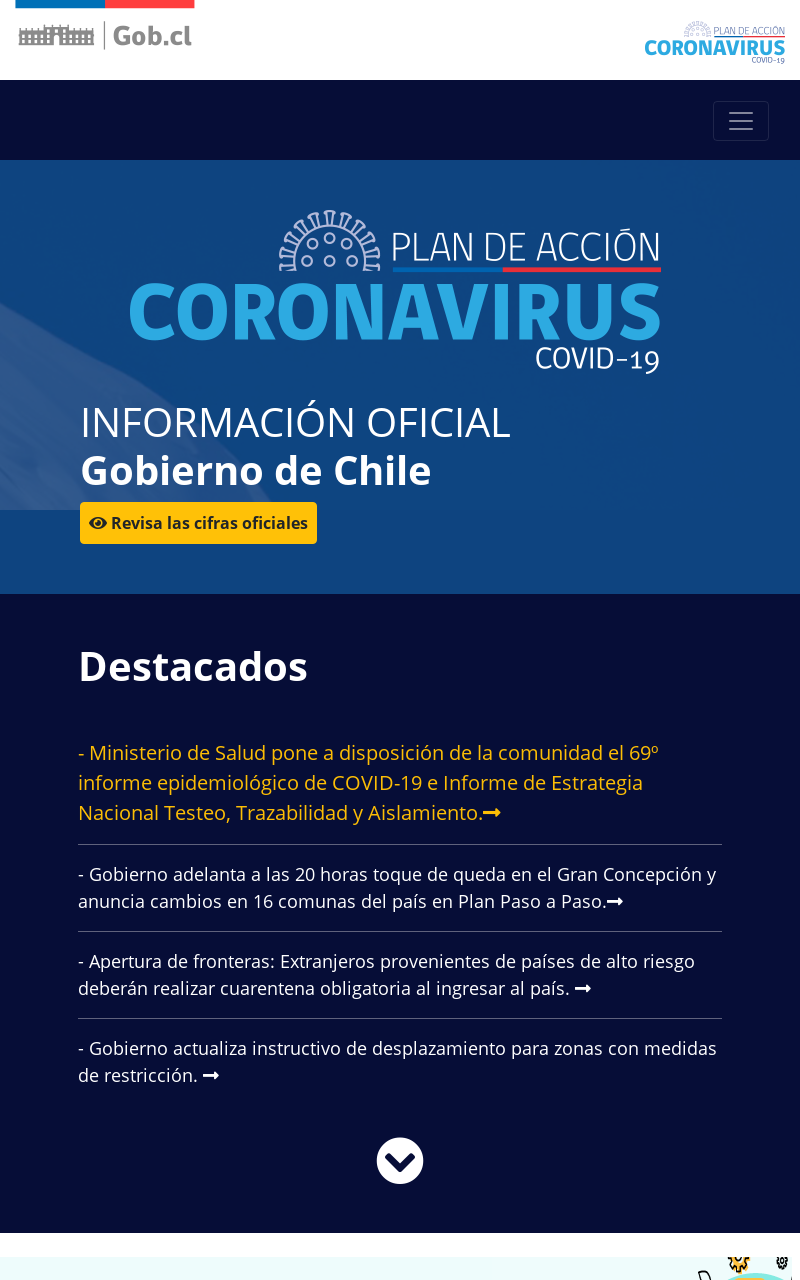 Gob.cl
PLAN DE ACCIÓN
CORONAVIRUS
COVID-19
PLAN DE ACCIÓN
CORONAVIRUS
COVID-19
INFORMACIÓN OFICIAL
Gobierno de Chile
Revisa las cifras oficiales
Destacados
- Ministerio de Salud pone a disposición de la comunidad el 69º
informe epidemiológico de COVID-19 e Informe de Estrategia
Nacional Testeo, Trazabilidad y Aislamiento.
- Gobierno adelanta a las 20 horas toque de queda en el Gran Concepción y
anuncia cambios en 16 comunas del país en Plan Paso a Paso.
- Apertura de fronteras: Extranjeros provenientes de países de alto riesgo
deberán realizar cuarentena obligatoria al ingresar al país.
- Gobierno actualiza instructivo de desplazamiento para zonas con medidas
de restricción.